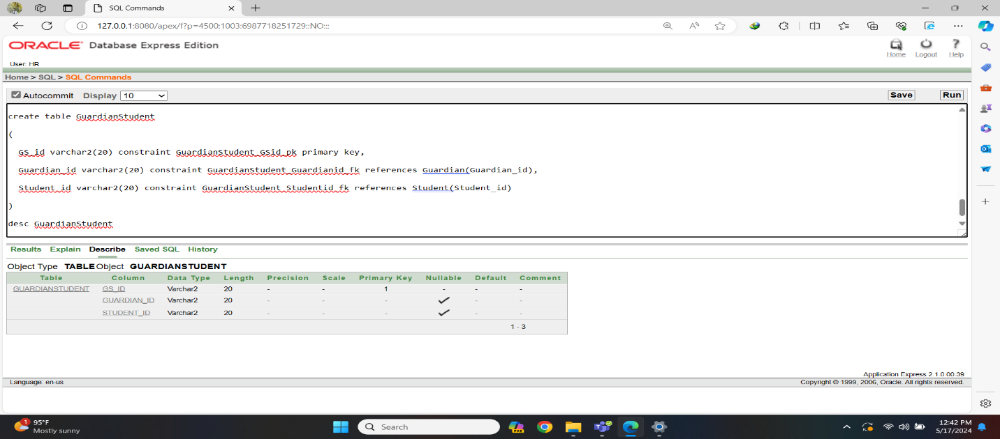 SQL Commands
127.0.0.1:8080/apex/f?p=4500:1003:6987718251729::NO:::
ORACLE Database Express Edition
Home Logout Help
User: HR
Home > SQL > SQL Commands
Autocommit Display 10
Save Run
create table GuardianStudent
(
GS_id varchar2(20) constraint GuardianStudent_GSid_pk primary key,
Guardian_id varchar2(20) constraint GuardianStudent_Guardianid_fk references Guardian(Guardian_id),
Student_id varchar2(20) constraint GuardianStudent_Studentid_fk references Student(Student_id)
)
desc GuardianStudent
Results Explain Describe Saved SQL History
Object Type TABLE Object GUARDIANSTUDENT
Table Column Data Type Length Precision Scale Primary Key Nullable Default Comment
GUARDIANSTUDENT GS_ID Varchar2 20 - - 1 - - -
GUARDIAN_ID Varchar2 20 - - - - -
STUDENT_ID Varchar2 20 - - - - -
1 - 3
Application Express 2.1.0.00.39
Language: en-us Copyright © 1999, 2006, Oracle. All rights reserved.
1 95°F
Mostly sunny
Search
12:42 PM
5/17/2024